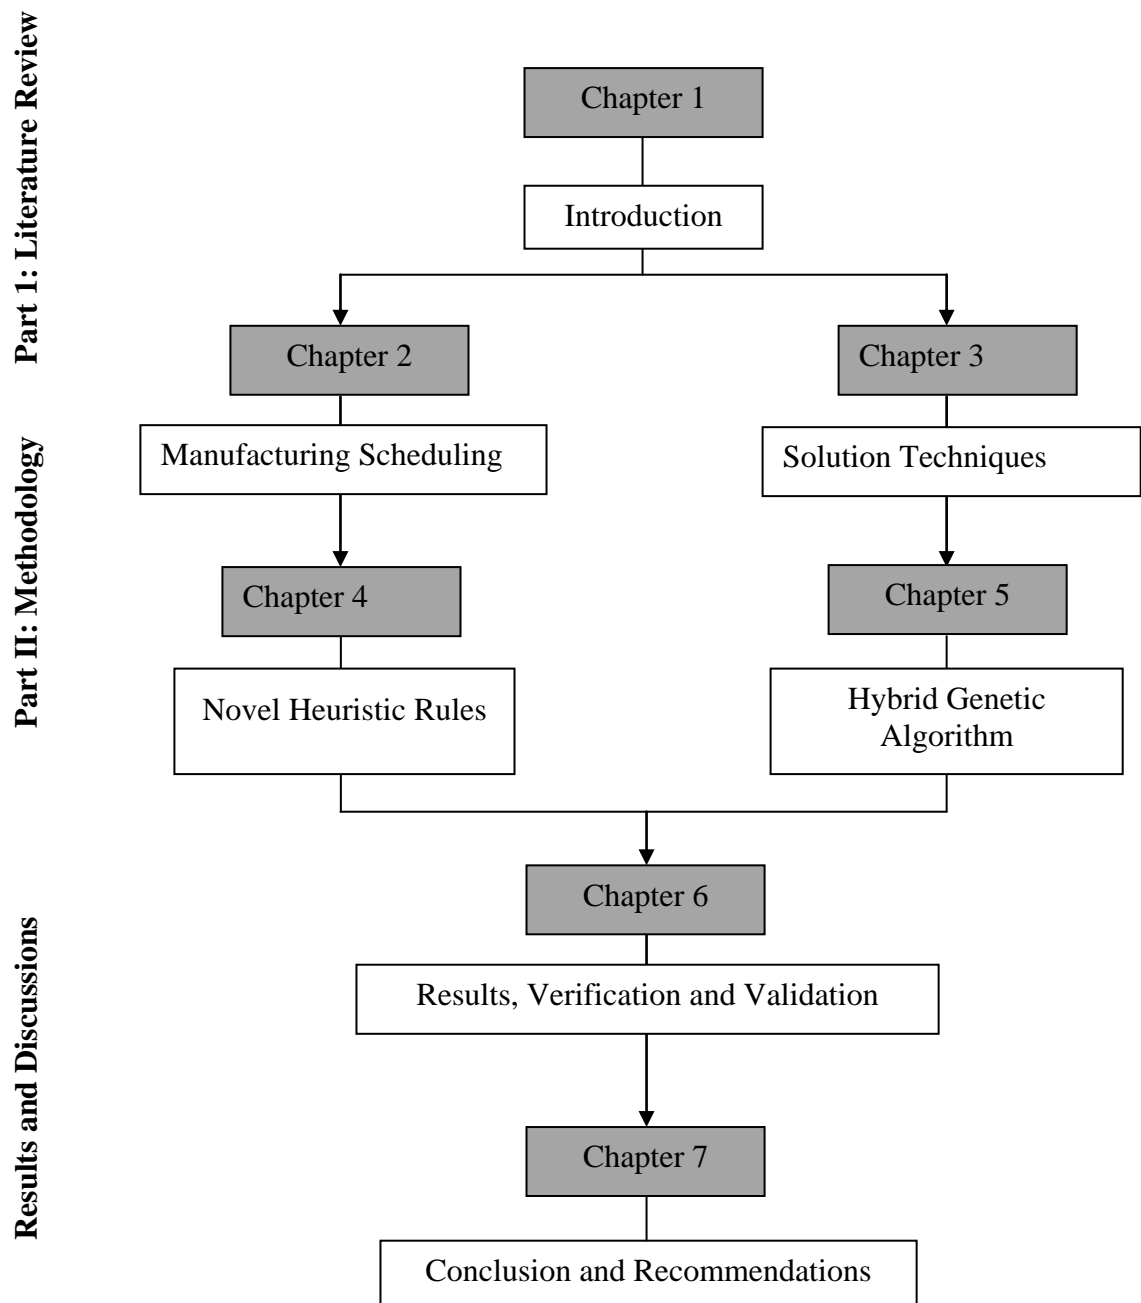 Part 1: Literature Review
Chapter 1
Introduction
Chapter 2
Chapter 3
Part II: Methodology
Manufacturing Scheduling
Solution Techniques
Chapter 4
Chapter 5
Novel Heuristic Rules
Hybrid Genetic
Algorithm
Results and Discussions
Chapter 6
Results, Verification and Validation
Chapter 7
Conclusion and Recommendations